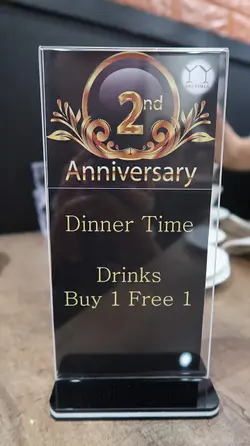 2nd
Anniversary
Dinner Time
Drinks
Buy 1 Free 1